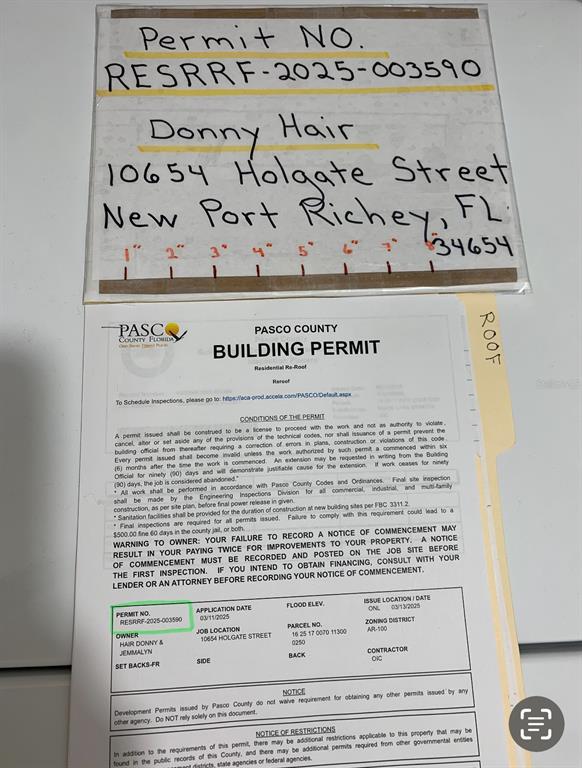 Permit NO.
RESRRF-2025-003590
Donny Hair
10654 Holgate Street
New Port Richey, FL
34654
1" 2" 3" 4" 5" 6" 7" 8"
ROOF
PASCO
COUNTY FLORIDA
PASCO COUNTY
BUILDING PERMIT
Residential Re-Roof
Reroof
To Schedule Inspections, please go to: https://aca-prod.accela.com/PASCO/Default.aspx
CONDITIONS OF THE PERMIT
A permit issued shall be construed to be a license to proceed with the work and not as authority to violate,
cancel, alter or set aside any of the provisions of the technical codes, nor shall issuance of a permit prevent the
building official from thereafter requiring a correction of errors in plans, construction or violations of this code.
Every permit issued shall become invalid unless the work authorized by such permit is commenced within six
(6) months after the time the work is commenced. An extension may be requested in writing from the Building
Official for ninety (90) days and will demonstrate justifiable cause for the extension. If work ceases for ninety
(90) days, the job is considered abandoned."
* All work shall be performed in accordance with Pasco County Codes and Ordinances. Final site inspection
shall be made by the Engineering Inspections Division for all commercial, industrial, and multi-family
construction, as per site plan, before final power release in given.
* Sanitation facilities shall be provided for the duration of construction at new building sites per FBC 3311.2.
* Final inspections are required for all permits issued. Failure to comply with this requirement could lead to a
$500.00 fine 60 days in the county jail, or both.
WARNING TO OWNER: YOUR FAILURE TO RECORD A NOTICE OF COMMENCEMENT MAY
RESULT IN YOUR PAYING TWICE FOR IMPROVEMENTS TO YOUR PROPERTY. A NOTICE
OF COMMENCEMENT MUST BE RECORDED AND POSTED ON THE JOB SITE BEFORE
THE FIRST INSPECTION. IF YOU INTEND TO OBTAIN FINANCING, CONSULT WITH YOUR
LENDER OR AN ATTORNEY BEFORE RECORDING YOUR NOTICE OF COMMENCEMENT.
PERMIT NO. APPLICATION DATE FLOOD ELEV. ISSUE LOCATION / DATE
RESRRF-2025-003590 03/11/2025 ONL 03/13/2025
OWNER JOB LOCATION PARCEL NO. ZONING DISTRICT
HAIR DONNY & 10654 HOLGATE STREET 16 25 17 0070 11300 AR-100
JEMMALYN 0250
CONTRACTOR
SET BACKS-FR SIDE BACK OIC
NOTICE
Development Permits issued by Pasco County do not waive requirement for obtaining any other permits issued by any
other agency. Do NOT rely solely on this document.
NOTICE OF RESTRICTIONS
In addition to the requirements of this permit, there may be additional restrictions applicable to this property that may be
found in the public records of this County, and there may be additional permits required from other governmental entities
management districts, state agencies or federal agencies.